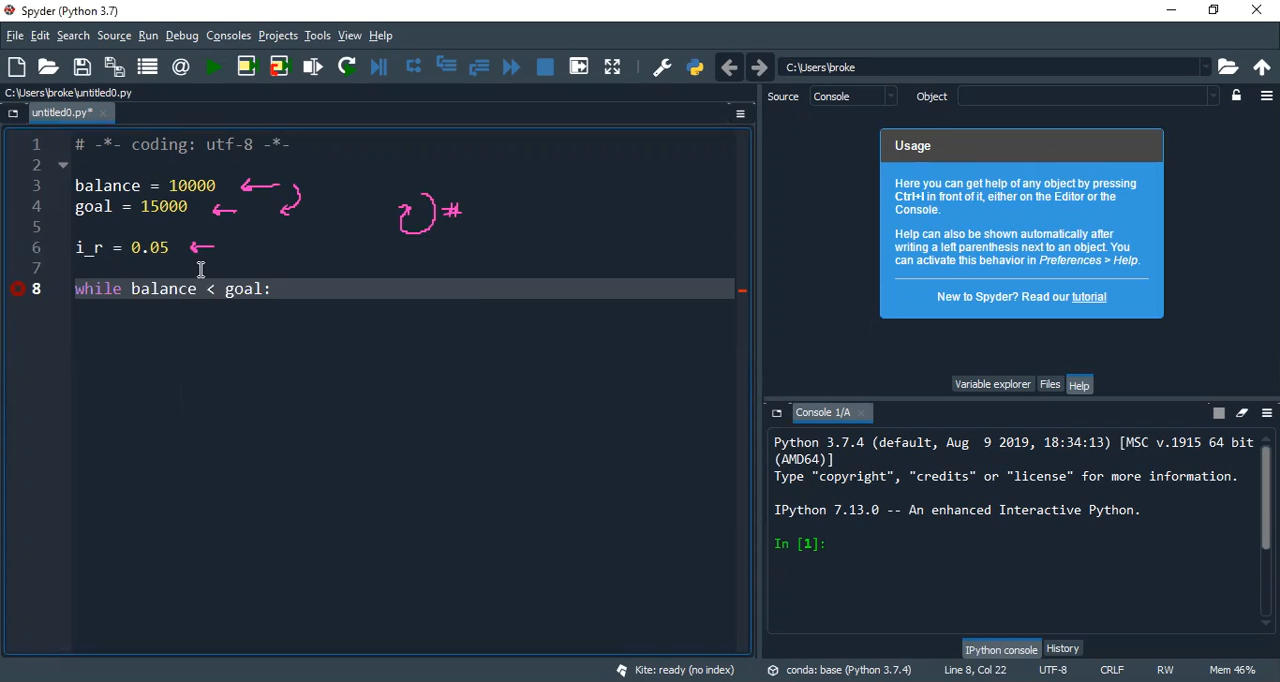 Spyder (Python 3.7)
File Edit Search Source Run Debug Consoles Projects Tools View Help
C:\Users\broke
C:\Users\broke\untitled0.py
Source Console Object
untitled0.py*
1 # -*- coding: utf-8 -*-
2
3 balance = 10000
4 goal = 15000
#
5
6 i_r = 0.05
7
8 while balance < goal:
Usage
Here you can get help of any object by pressing
Ctrl+I in front of it, either on the Editor or the
Console.
Help can also be shown automatically after
writing a left parenthesis next to an object. You
can activate this behavior in Preferences > Help.
New to Spyder? Read our tutorial
Variable explorer Files Help
Console 1/A
Python 3.7.4 (default, Aug 9 2019, 18:34:13) [MSC v.1915 64 bit
(AMD64)]
Type "copyright", "credits" or "license" for more information.
IPython 7.13.0 -- An enhanced Interactive Python.
In [1]:
IPython console History
Kite: ready (no index) conda: base (Python 3.7.4) Line 8, Col 22 UTF-8 CRLF RW Mem 46%